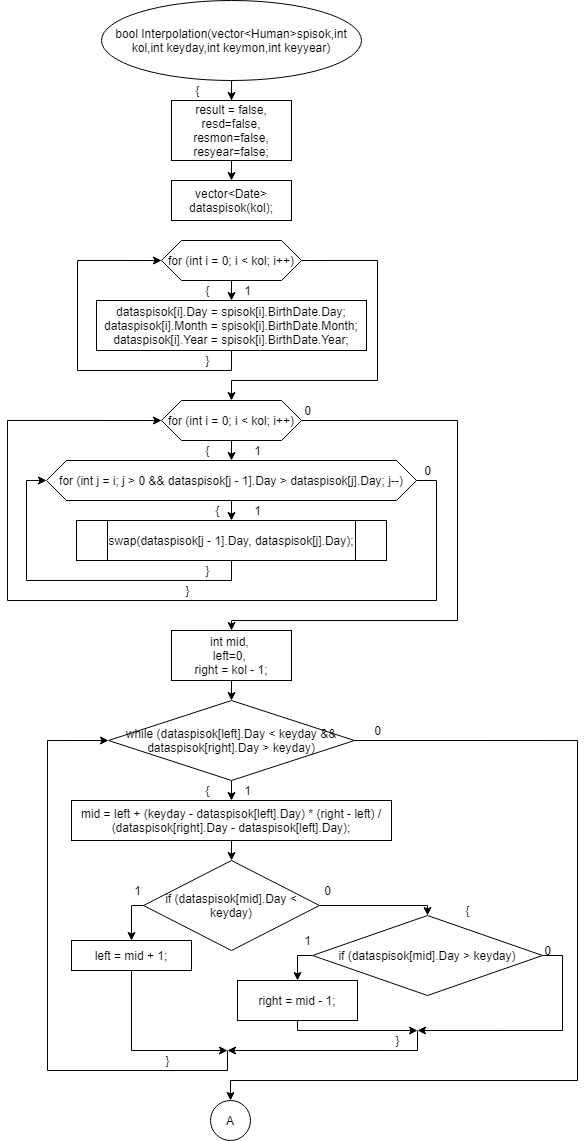 bool Interpolation(vector<Human>spisok,int
kol,int keyday,int keymon,int keyyear)
{
result = false,
resd=false,
resmon=false,
resyear=false;
vector<Date>
dataspisok(kol);
for (int i = 0; i < kol; i++)
{ 1
dataspisok[i].Day = spisok[i].BirthDate.Day;
dataspisok[i].Month = spisok[i].BirthDate.Month;
dataspisok[i].Year = spisok[i].BirthDate.Year;
}
0
for (int i = 0; i < kol; i++)
{ 1
0
for (int j = i; j > 0 && dataspisok[j - 1].Day > dataspisok[j].Day; j--)
{ 1
swap(dataspisok[j - 1].Day, dataspisok[j].Day);
}
}
int mid,
left=0,
right = kol - 1;
0
while (dataspisok[left].Day < keyday &&
dataspisok[right].Day > keyday)
{ 1
mid = left + (keyday - dataspisok[left].Day) * (right - left) /
(dataspisok[right].Day - dataspisok[left].Day);
1 0
if (dataspisok[mid].Day <
keyday)
{
1 0
left = mid + 1;
if (dataspisok[mid].Day > keyday)
right = mid - 1;
}
}
A